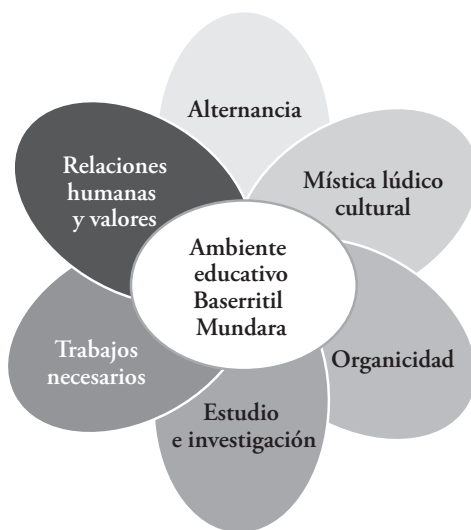 Alternancia
Mística lúdico
cultural
Organicidad
Estudio
e investigación
Trabajos
necesarios
Relaciones
humanas
y valores
Ambiente
educativo
Baserritil
Mundara